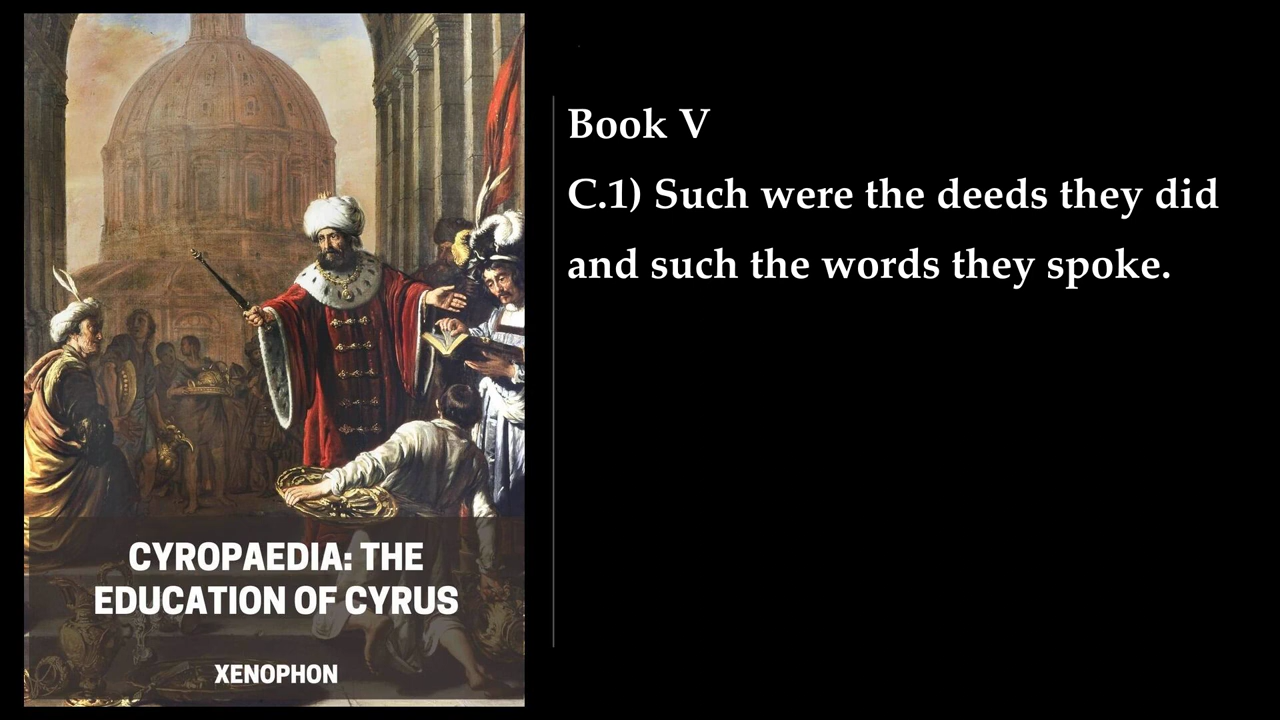 CYROPAEDIA: THE
EDUCATION OF CYRUS
XENOPHON
Book V
C.1) Such were the deeds they did
and such the words they spoke.